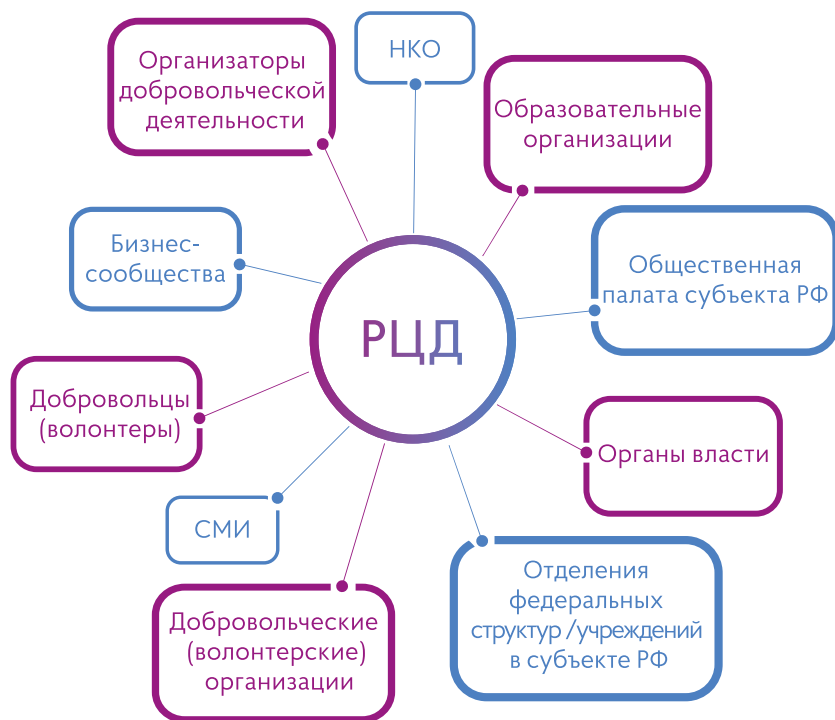 НКО
Организаторы
добровольческой
деятельности
Образовательные
организации
Бизнес-
сообщества
Общественная
палата субъекта РФ
РЦД
Добровольцы
(волонтеры)
Органы власти
СМИ
Отделения
федеральных
структур /учреждений
в субъекте РФ
Добровольческие
(волонтерские)
организации